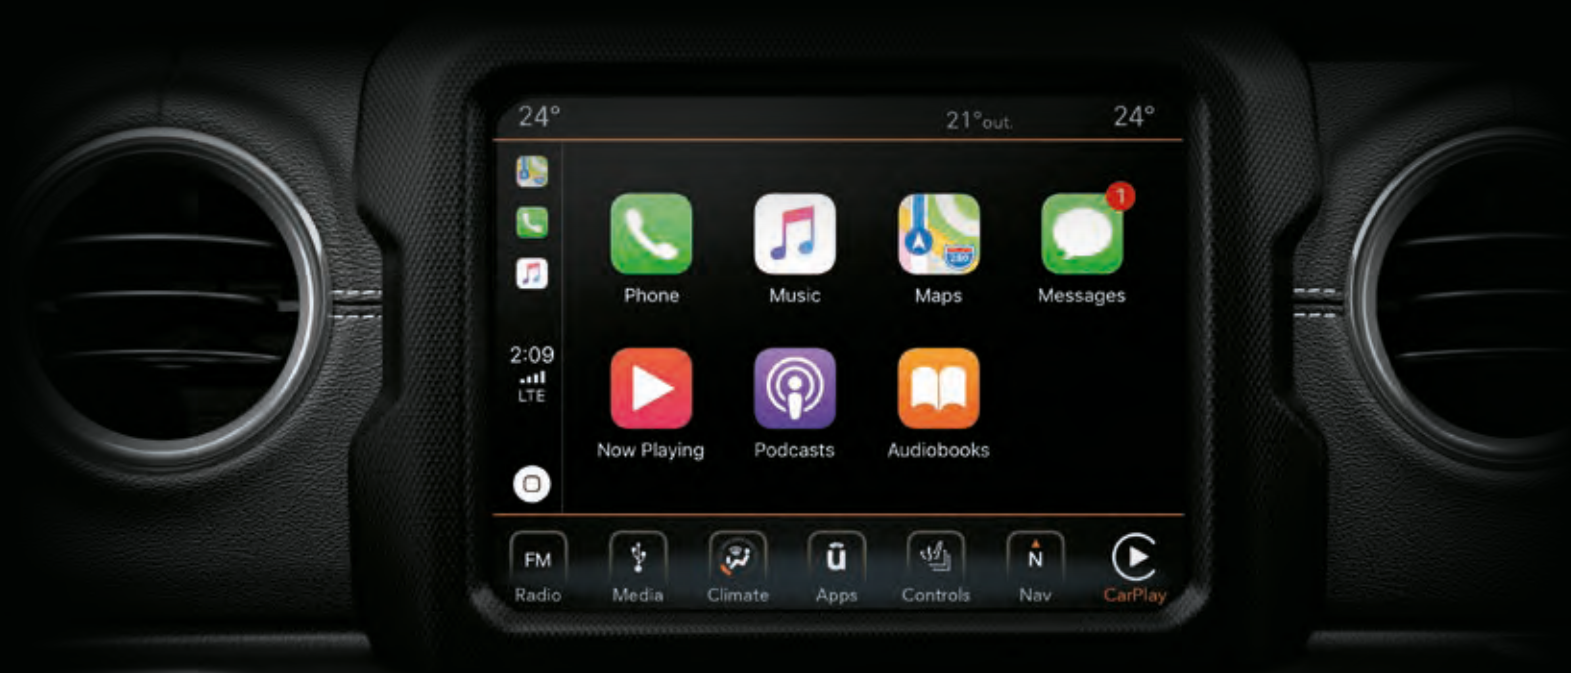 24° 21°out. 24°
1
280
Phone Music Maps Messages
2:09
LTE
Now Playing Podcasts Audiobooks
FM N
Radio Media Climate ū Apps Controls Nav CarPlay